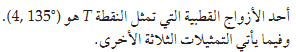 أحد الأزواج القطبية التي تمثل النقطة T هو (4, 135°).
وفيما يأتي التمثيلات الثلاثة الأخرى.